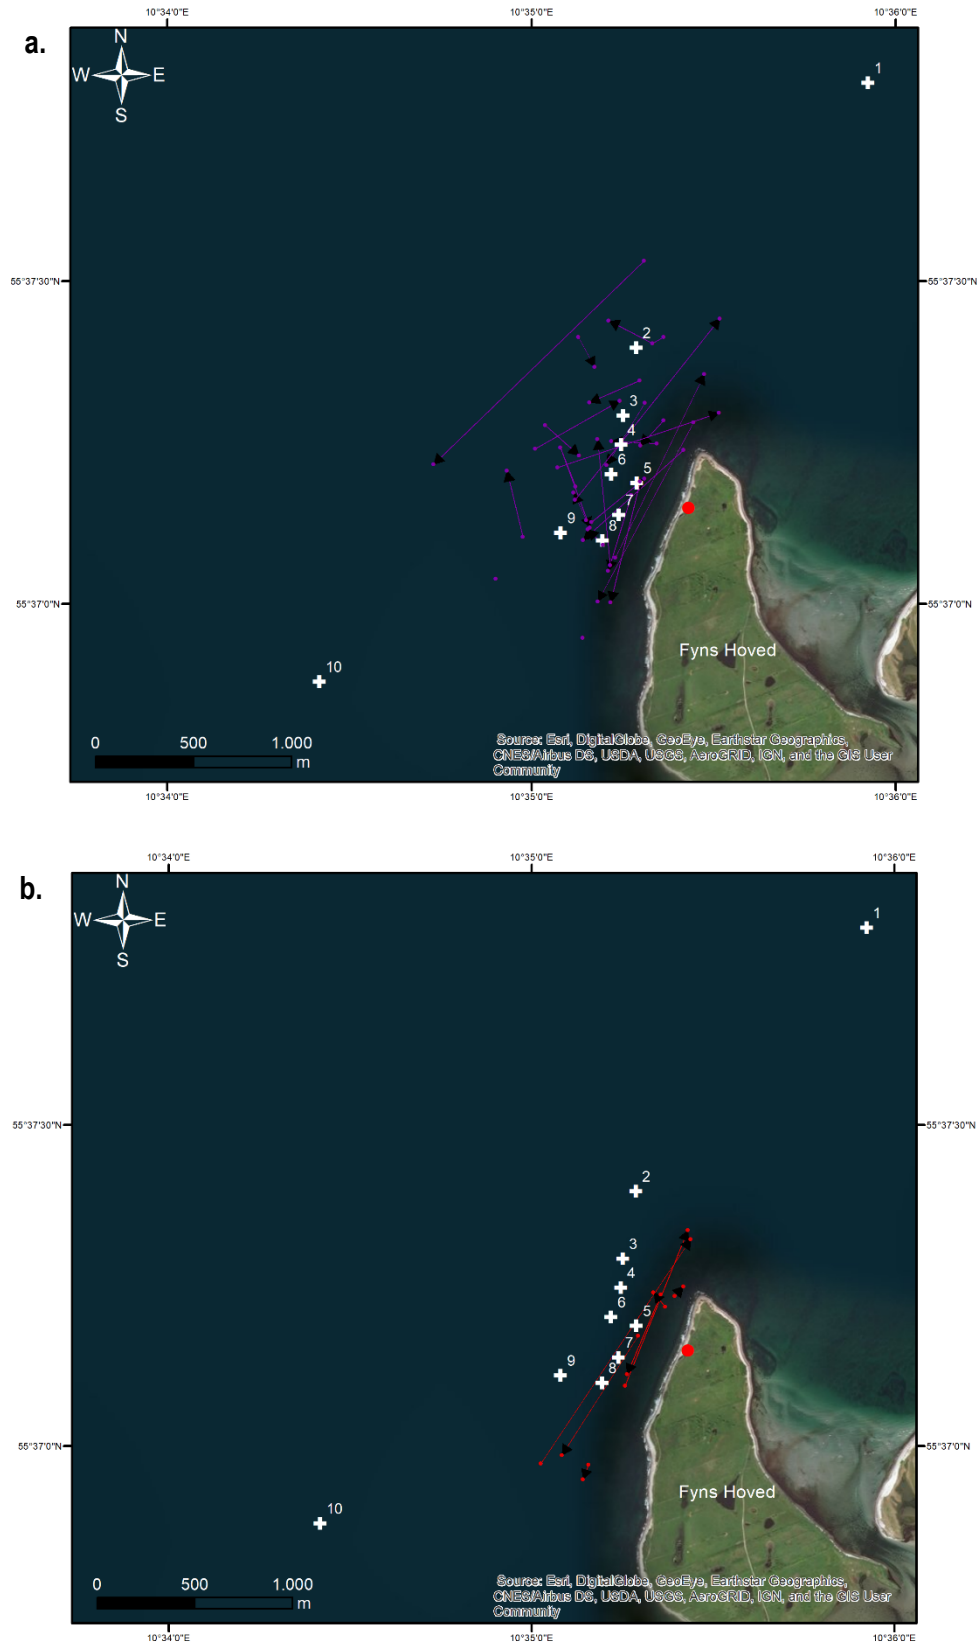 a.
10°34'0"E 10°35'0"E 10°36'0"E
N
W E
S
1
55°37'30"N 55°37'30"N
2
3
4
6 5
7
9 8
55°37'0"N 55°37'0"N
Fyns Hoved
10
0 500 1.000
m
Source: Esri, DigitalGlobe, GeoEye, Earthstar Geographics,
CNES/Airbus DS, USDA, USGS, AeroGRID, IGN, and the GIS User
Community
10°34'0"E 10°35'0"E 10°36'0"E
b.
10°34'0"E 10°35'0"E 10°36'0"E
N
W E
S
1
55°37'30"N 55°37'30"N
2
3
4
6 5
7
9 8
55°37'0"N 55°37'0"N
Fyns Hoved
10
0 500 1.000
m
Source: Esri, DigitalGlobe, GeoEye, Earthstar Geographics,
CNES/Airbus DS, USDA, USGS, AeroGRID, IGN, and the GIS User
Community
10°34'0"E 10°35'0"E 10°36'0"E